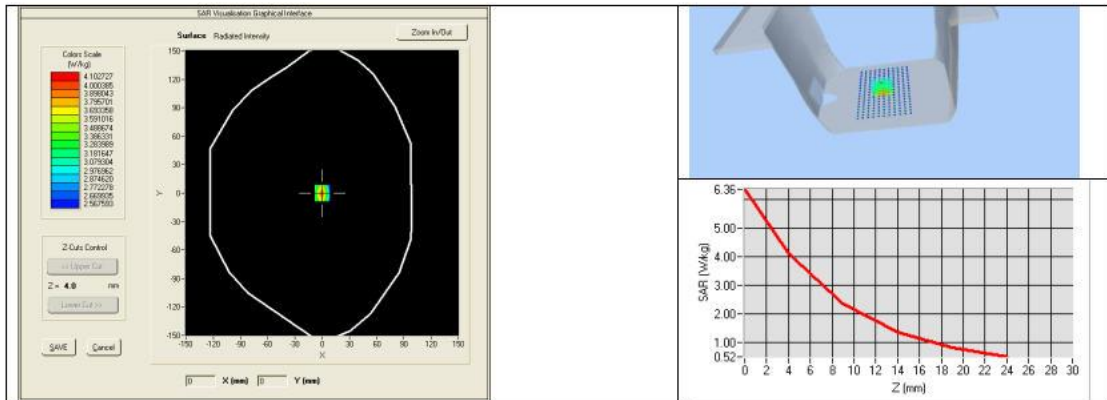 SAR Visualisation Graphical Interface
Surface Radiated Intensity
Zoom In/Out
Colors Scale
(W/kg)
4.102727
4.000385
3.898043
3.795701
3.693358
3.591016
3.488674
3.386331
3.283989
3.181647
3.079304
2.976962
2.874620
2.772278
2.669935
2.567593
Z-Cuts Control
<< Upper Cut
Z = 4.0 mm
Lower Cut >>
SAVE Cancel
150
120
90
60
30
Y 0
-30
-60
-90
-120
-150
-150 -120 -90 -60 -30 0 30 60 90 120 150
X
0 X (mm) 0 Y (mm)
6.36
5.00
4.00
3.00
2.00
1.00
0.52
SAR (W/kg)
0 2 4 6 8 10 12 14 16 18 20 22 24 26 28 30
Z (mm)